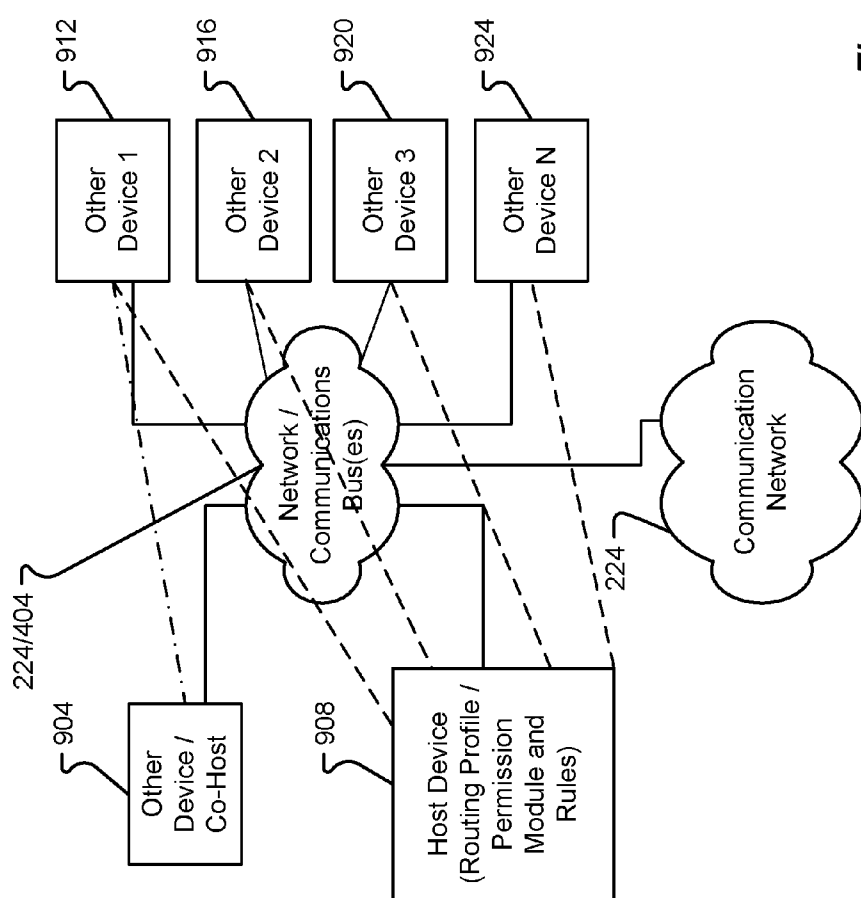 912
916
920
924
Other
Device 1
Other
Device 2
Other
Device 3
Other
Device N
224/404
Network /
Communications
Bus(es)
904
Other
Device /
Co-Host
908
Host Device
(Routing Profile /
Permission
Module and
Rules)
224
Communication
Network